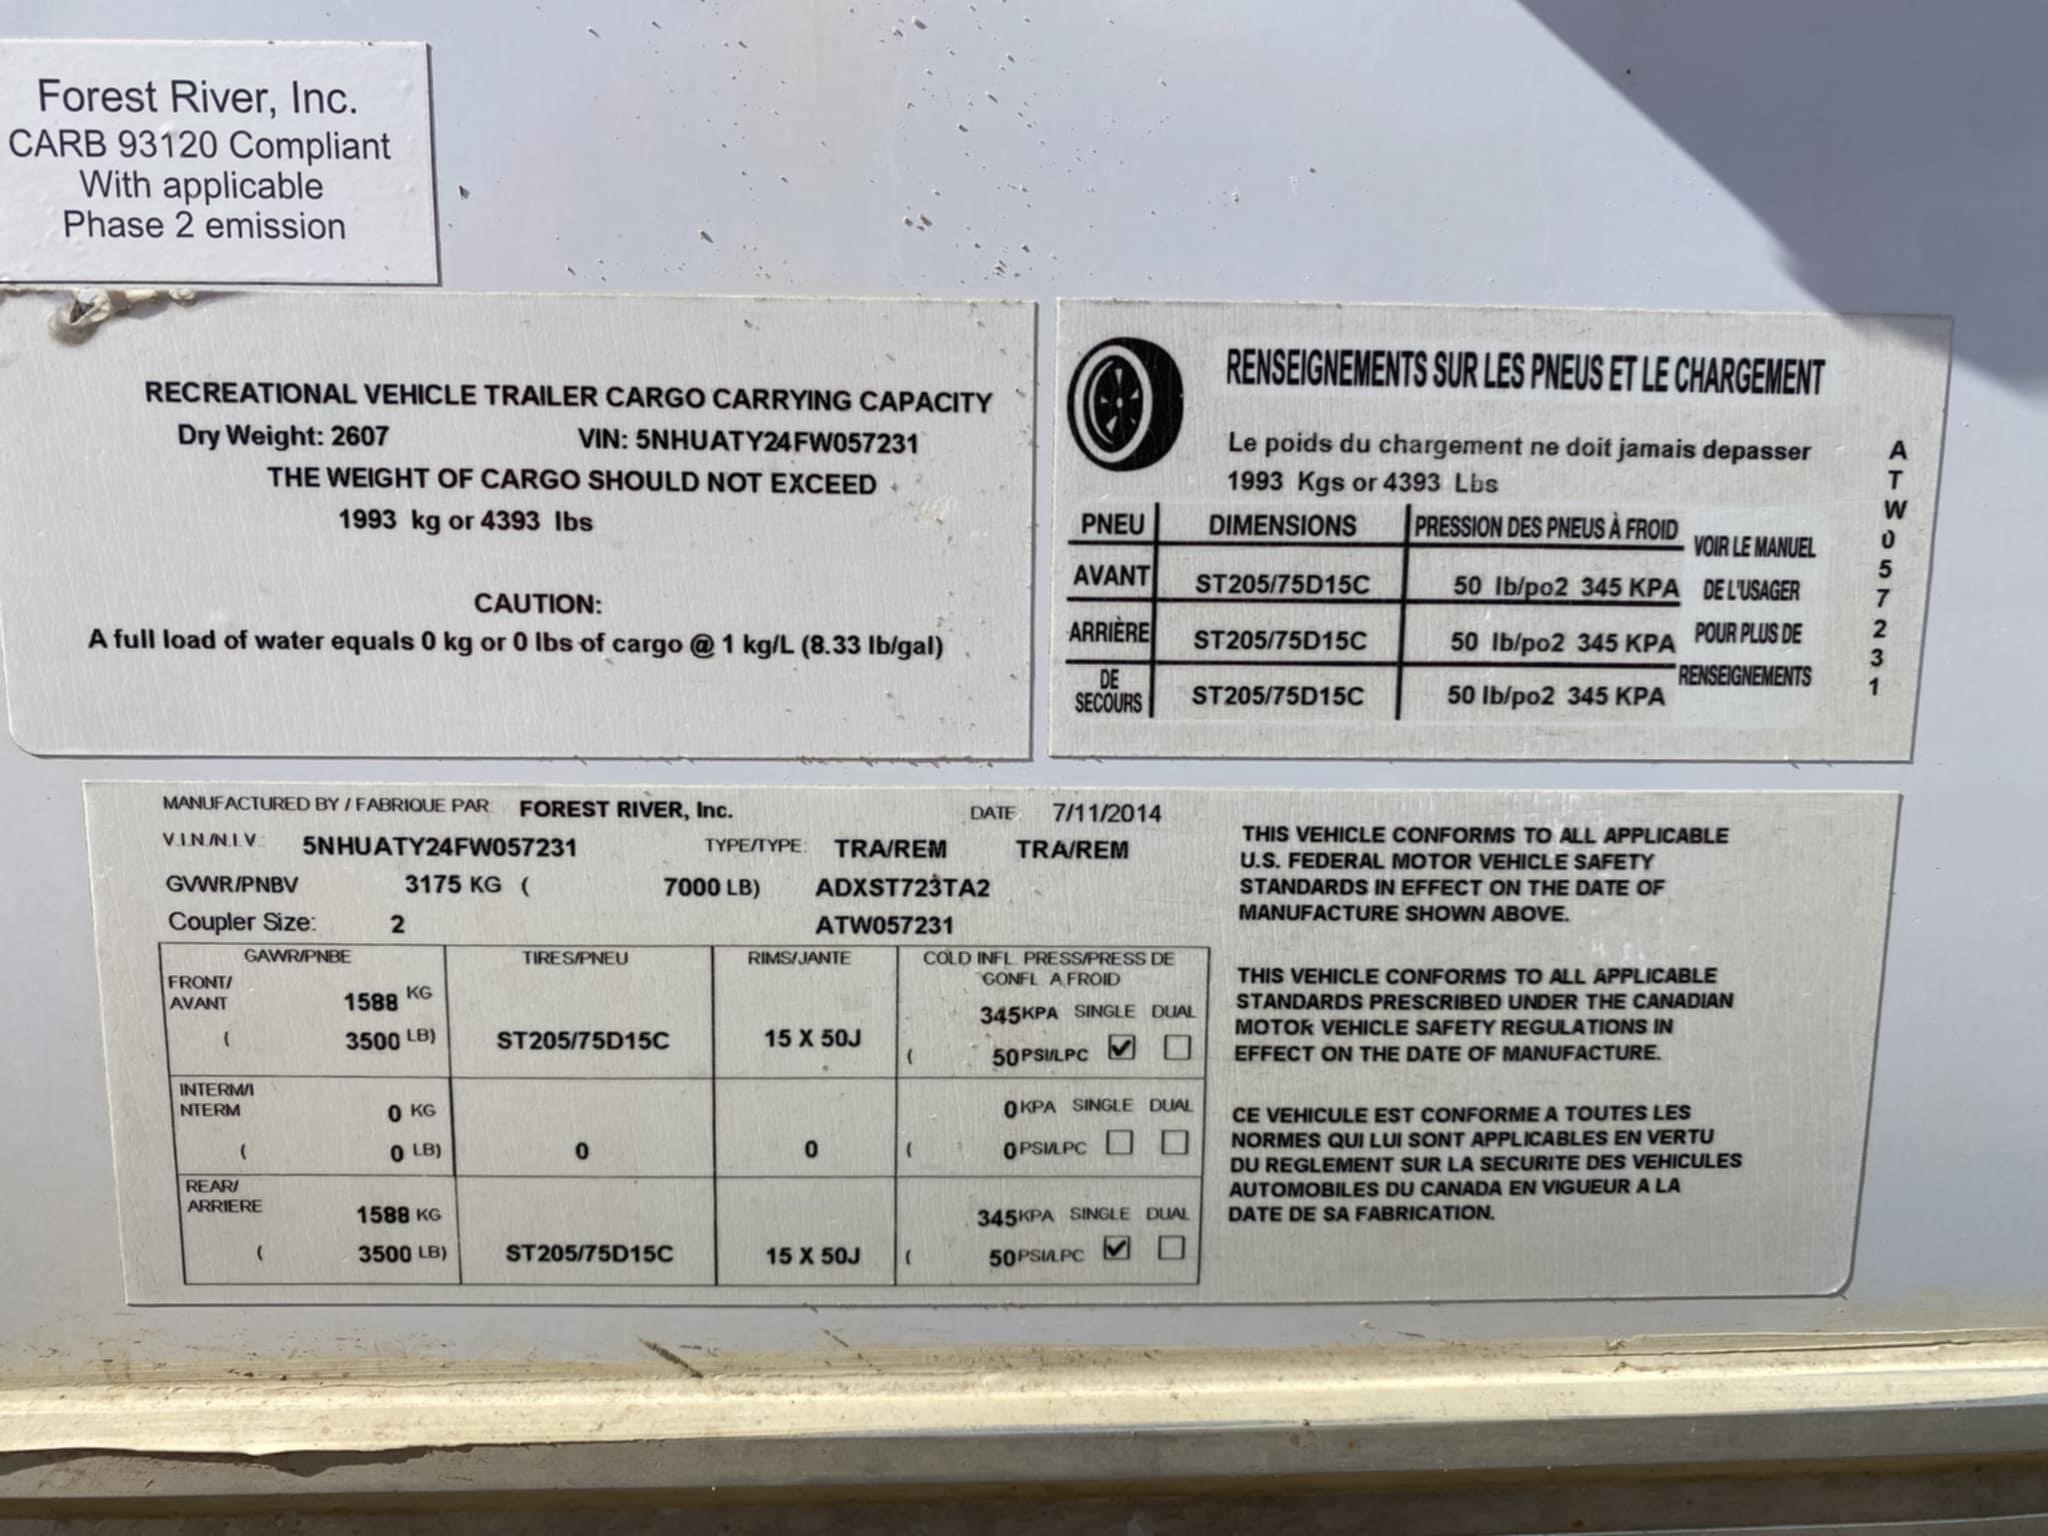 Forest River, Inc.
CARB 93120 Compliant
With applicable
Phase 2 emission
RECREATIONAL VEHICLE TRAILER CARGO CARRYING CAPACITY
Dry Weight: 2607 VIN: 5NHUATY24FW057231
THE WEIGHT OF CARGO SHOULD NOT EXCEED
1993 kg or 4393 lbs
CAUTION:
A full load of water equals 0 kg or 0 lbs of cargo @ 1 kg/L (8.33 lb/gal)
RENSEIGNEMENTS SUR LES PNEUS ET LE CHARGEMENT
Le poids du chargement ne doit jamais depasser
1993 Kgs or 4393 Lbs
PNEU DIMENSIONS PRESSION DES PNEUS À FROID
AVANT ST205/75D15C 50 lb/po2 345 KPA
ARRIÈRE ST205/75D15C 50 lb/po2 345 KPA
DE SECOURS ST205/75D15C 50 lb/po2 345 KPA
VOIR LE MANUEL
DE L'USAGER
POUR PLUS DE
RENSEIGNEMENTS
ATW057231
MANUFACTURED BY / FABRIQUE PAR: FOREST RIVER, Inc. DATE: 7/11/2014
V.I.N./N.I.V.: 5NHUATY24FW057231 TYPE/TYPE: TRA/REM TRA/REM
GVWR/PNBV 3175 KG ( 7000 LB) ADXST723TA2
Coupler Size: 2 ATW057231
GAWR/PNBE TIRES/PNEU RIMS/JANTE COLD INFL. PRESS/PRESS DE
GONFL. A FROID
FRONT/
AVANT 1588 KG 345 KPA SINGLE DUAL
( 3500 LB) ST205/75D15C 15 X 50J ( 50 PSI/LPC ☑ ☐
INTERM/I
NTERM 0 KG 0 KPA SINGLE DUAL
( 0 LB) 0 0 ( 0 PSI/LPC ☐ ☐
REAR/
ARRIERE 1588 KG 345 KPA SINGLE DUAL
( 3500 LB) ST205/75D15C 15 X 50J ( 50 PSI/LPC ☑ ☐
THIS VEHICLE CONFORMS TO ALL APPLICABLE
U.S. FEDERAL MOTOR VEHICLE SAFETY
STANDARDS IN EFFECT ON THE DATE OF
MANUFACTURE SHOWN ABOVE.
THIS VEHICLE CONFORMS TO ALL APPLICABLE
STANDARDS PRESCRIBED UNDER THE CANADIAN
MOTOR VEHICLE SAFETY REGULATIONS IN
EFFECT ON THE DATE OF MANUFACTURE.
CE VEHICULE EST CONFORME A TOUTES LES
NORMES QUI LUI SONT APPLICABLES EN VERTU
DU REGLEMENT SUR LA SECURITE DES VEHICULES
AUTOMOBILES DU CANADA EN VIGUEUR A LA
DATE DE SA FABRICATION.